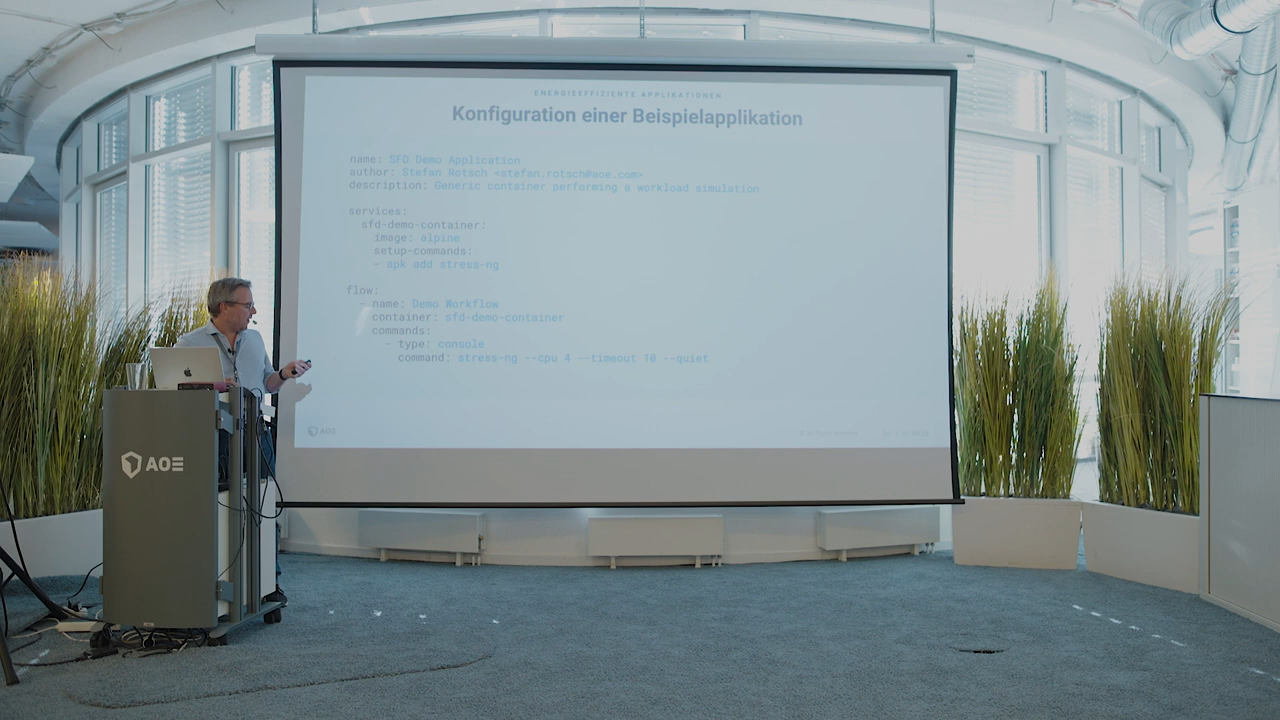 ENERGIEEFFIZIENTE APPLIKATIONEN
Konfiguration einer Beispielapplikation
name: SFD Demo Application
author: Stefan Rotsch <stefan.rotsch@aoe.com>
description: Generic container performing a workload simulation
services:
sfd-demo-container:
image: alpine
setup-commands:
- apk add stress-ng
flow:
- name: Demo Workflow
container: sfd-demo-container
commands:
- type: console
command: stress-ng --cpu 4 --timeout 10 --quiet
AOE
AOE